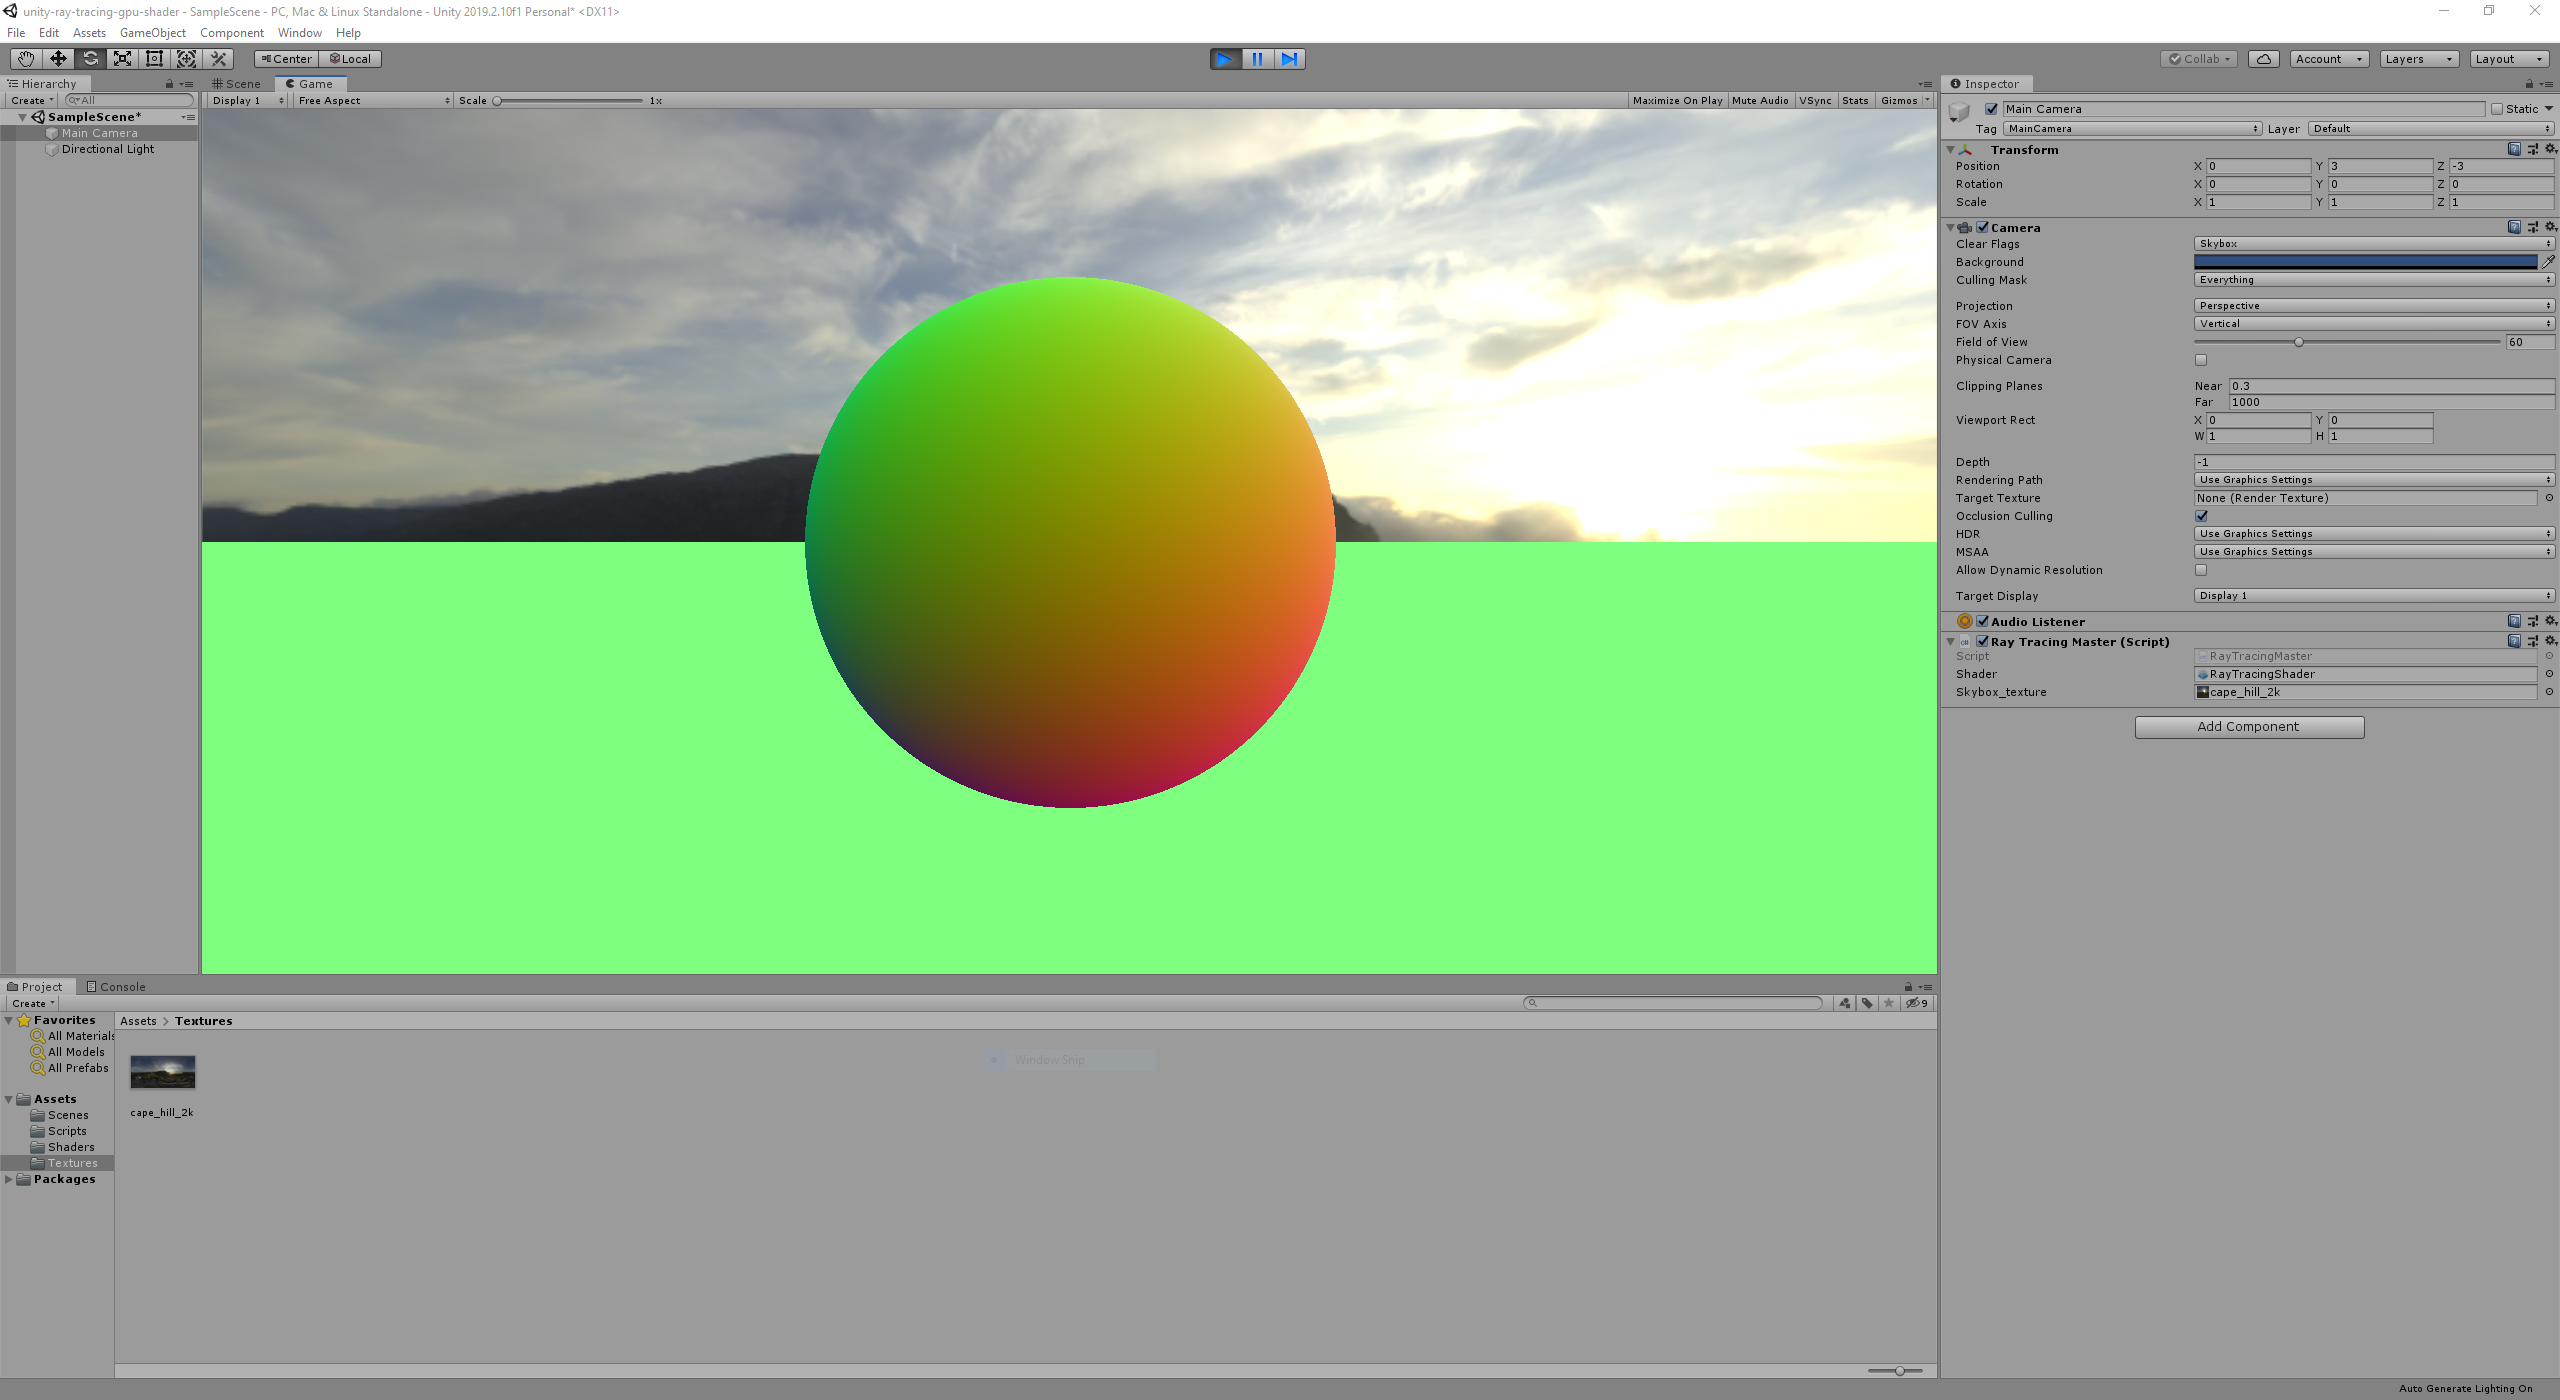 unity-ray-tracing-gpu-shader - SampleScene - PC, Mac & Linux Standalone - Unity 2019.2.10f1 Personal* <DX11>
File Edit Assets GameObject Component Window Help
Center Local
Collab Account Layers Layout
Hierarchy
Create All
SampleScene*
Main Camera
Directional Light
Scene Game
Display 1 Free Aspect Scale 1x Maximize On Play Mute Audio VSync Stats Gizmos
Inspector
Main Camera Static
Tag MainCamera Layer Default
Transform
Position X 0 Y 3 Z -3
Rotation X 0 Y 0 Z 0
Scale X 1 Y 1 Z 1
Camera
Clear Flags Skybox
Background
Culling Mask Everything
Projection Perspective
FOV Axis Vertical
Field of View 60
Physical Camera
Clipping Planes Near 0.3
Far 1000
Viewport Rect X 0 Y 0
W 1 H 1
Depth -1
Rendering Path Use Graphics Settings
Target Texture None (Render Texture)
Occlusion Culling
HDR Use Graphics Settings
MSAA Use Graphics Settings
Allow Dynamic Resolution
Target Display Display 1
Audio Listener
Ray Tracing Master (Script)
Script RayTracingMaster
Shader RayTracingShader
Skybox_texture cape_hill_2k
Add Component
Project Console
Create 9
Favorites
All Materials
All Models
All Prefabs
Assets
Scenes
Scripts
Shaders
Textures
Packages
Assets > Textures
cape_hill_2k
Window Snip
Auto Generate Lighting On